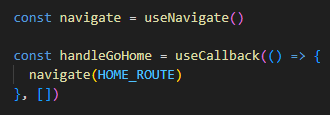 const navigate = useNavigate()
const handleGoHome = useCallback(() => {
navigate(HOME_ROUTE)
}, [])